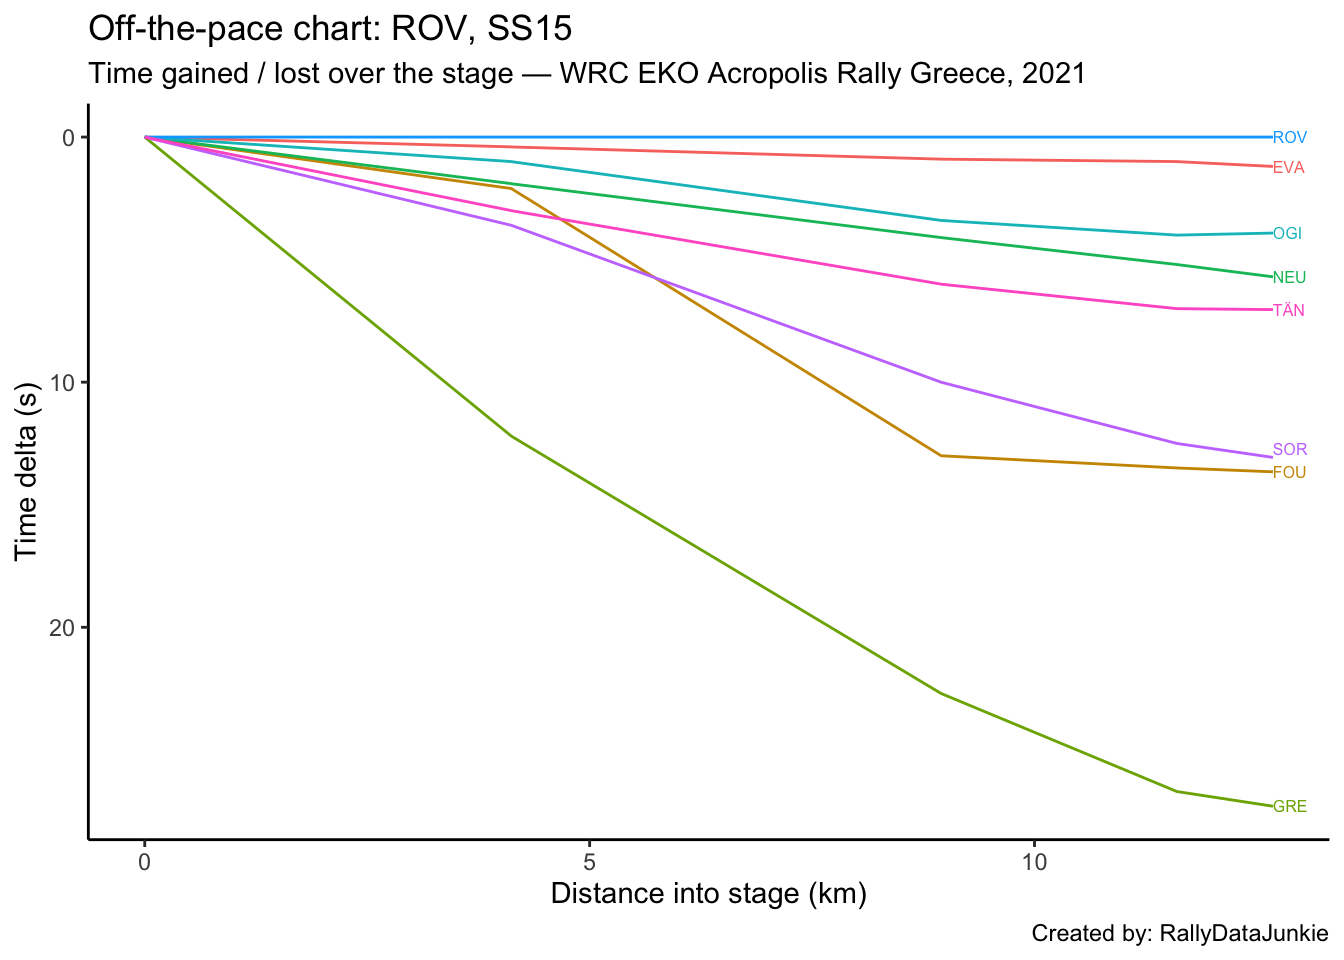 Off-the-pace chart: ROV, SS15
Time gained / lost over the stage — WRC EKO Acropolis Rally Greece, 2021
0
10
20
Time delta (s)
ROV
EVA
OGI
NEU
TÄN
SOR
FOU
GRE
0 5 10
Distance into stage (km)
Created by: RallyDataJunkie